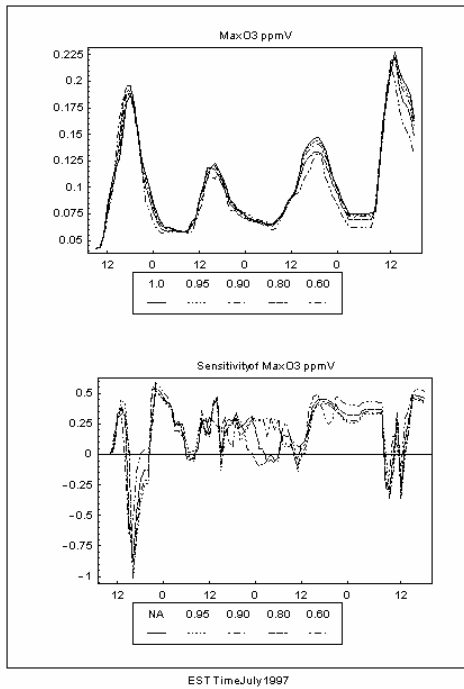 MaxO3 ppmV
0.225
0.2
0.175
0.15
0.125
0.1
0.075
0.05
12 0 12 0 12 0 12
1.0 0.95 0.90 0.80 0.60
Sensitivityof MaxO3 ppmV
0.5
0.25
0
-0.25
-0.5
-0.75
-1
12 0 12 0 12 0 12
NA 0.95 0.90 0.80 0.60
EST TimeJuly1997